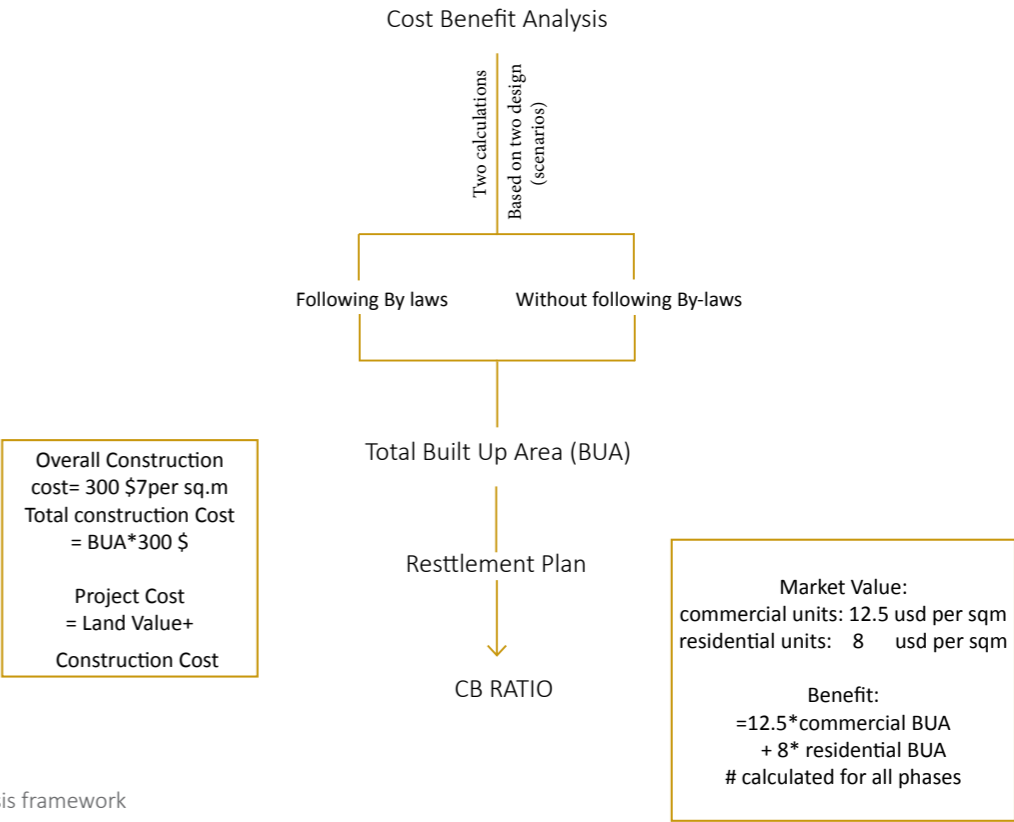 Cost Benefit Analysis
Two calculations
Based on two design
(scenarios)
Following By laws
Without following By-laws
Total Built Up Area (BUA)
Resttlement Plan
CB RATIO
Overall Construction
cost= 300 $7per sq.m
Total construction Cost
= BUA*300 $
Project Cost
= Land Value+
Construction Cost
Market Value:
commercial units: 12.5 usd per sqm
residential units: 8 usd per sqm
Benefit:
=12.5*commercial BUA
+ 8* residential BUA
# calculated for all phases
sis framework